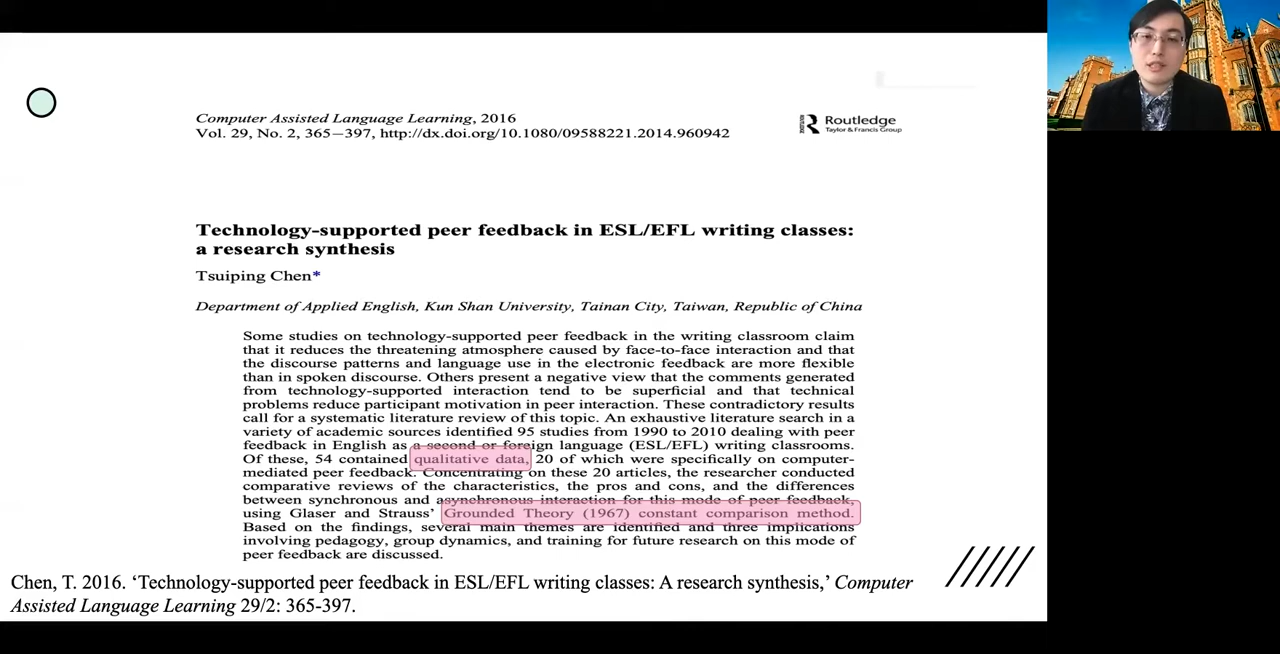 Computer Assisted Language Learning, 2016
Vol. 29, No. 2, 365–397, http://dx.doi.org/10.1080/09588221.2014.960942
Routledge
Taylor & Francis Group
Technology-supported peer feedback in ESL/EFL writing classes:
a research synthesis
Tsuiping Chen*
Department of Applied English, Kun Shan University, Tainan City, Taiwan, Republic of China
Some studies on technology-supported peer feedback in the writing classroom claim
that it reduces the threatening atmosphere caused by face-to-face interaction and that
the discourse patterns and language use in the electronic feedback are more flexible
than in spoken discourse. Others present a negative view that the comments generated
from technology-supported interaction tend to be superficial and that technical
problems reduce participant motivation in peer interaction. These contradictory results
call for a systematic literature review of this topic. An exhaustive literature search in a
variety of academic sources identified 95 studies from 1990 to 2010 dealing with peer
feedback in English as a second or foreign language (ESL/EFL) writing classrooms.
Of these, 54 contained qualitative data, 20 of which were specifically on computer-
mediated peer feedback. Concentrating on these 20 articles, the researcher conducted
comparative reviews of the characteristics, the pros and cons, and the differences
between synchronous and asynchronous interaction for this mode of peer feedback,
using Glaser and Strauss' Grounded Theory (1967) constant comparison method.
Based on the findings, several main themes are identified and three implications
involving pedagogy, group dynamics, and training for future research on this mode of
peer feedback are discussed.
Chen, T. 2016. ‘Technology-supported peer feedback in ESL/EFL writing classes: A research synthesis,’ Computer
Assisted Language Learning 29/2: 365-397.